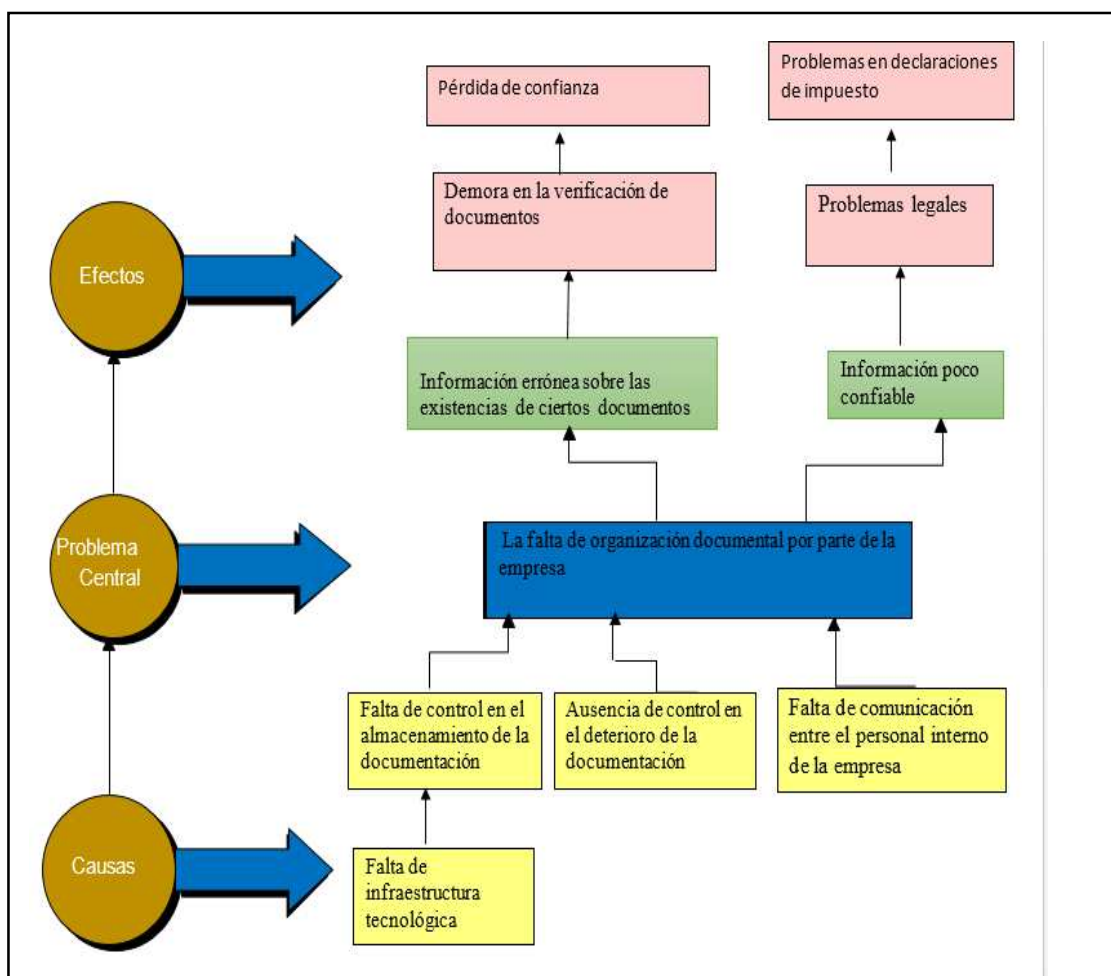 Pérdida de confianza
Problemas en declaraciones
de impuesto
Demora en la verificación de
documentos
Problemas legales
Efectos
Información errónea sobre las
existencias de ciertos documentos
Información poco
confiable
Problema
Central
La falta de organización documental por parte de la
empresa
Falta de control en el
almacenamiento de la
documentación
Ausencia de control en
el deterioro de la
documentación
Falta de comunicación
entre el personal interno
de la empresa
Causas
Falta de
infraestructura
tecnológica